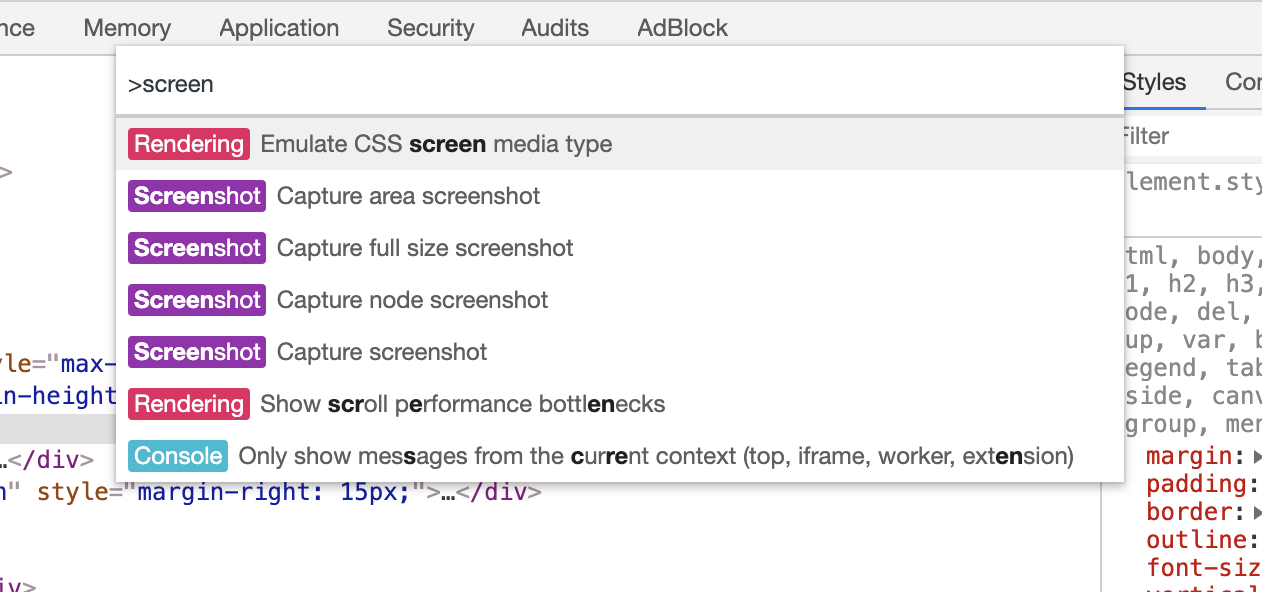 nce Memory Application Security Audits AdBlock
>screen
Styles Cor
Rendering Emulate CSS screen media type
Filter
>
Screenshot Capture area screenshot
lement.sty
Screenshot Capture full size screenshot
tml, body,
1, h2, h3,
Screenshot Capture node screenshot
ode, del,
up, var, b
Screenshot Capture screenshot
yle="max-
egend, tab
in-height
side, canv
Rendering Show scroll performance bottlenecks
group, mer
Console Only show messages from the current context (top, iframe, worker, extension)
…</div>
margin:
n" style="margin-right: 15px;">…</div>
padding:
border:
outline:
font-siz
iv>
vertical